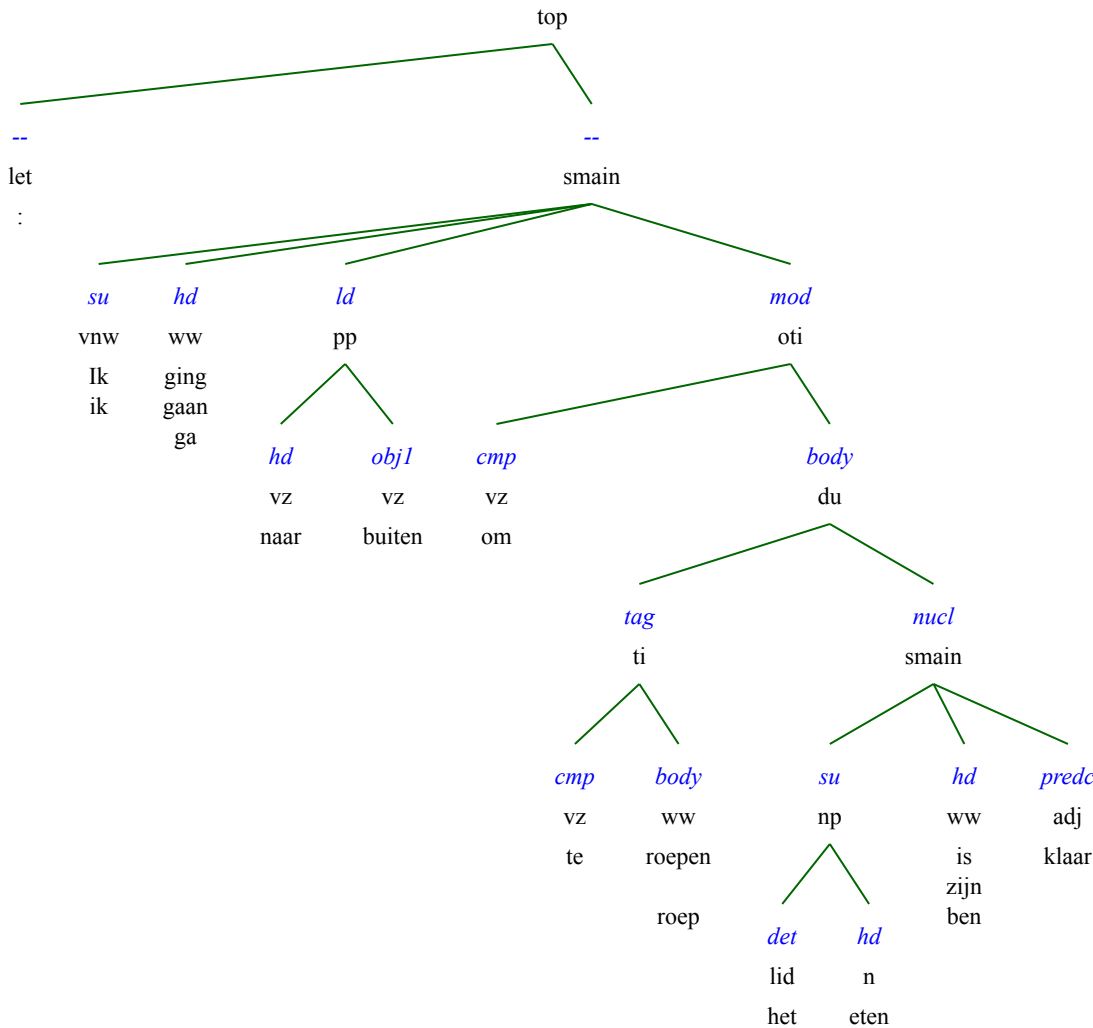 top
-- --
let smain
:
su hd ld mod
vnw ww pp oti
Ik ging
ik gaan
ga
hd obj1 cmp body
vz vz vz du
naar buiten om
tag nucl
ti smain
cmp body su hd predc
vz ww np ww adj
te roepen is klaar
zijn
roep ben
det hd
lid n
het eten